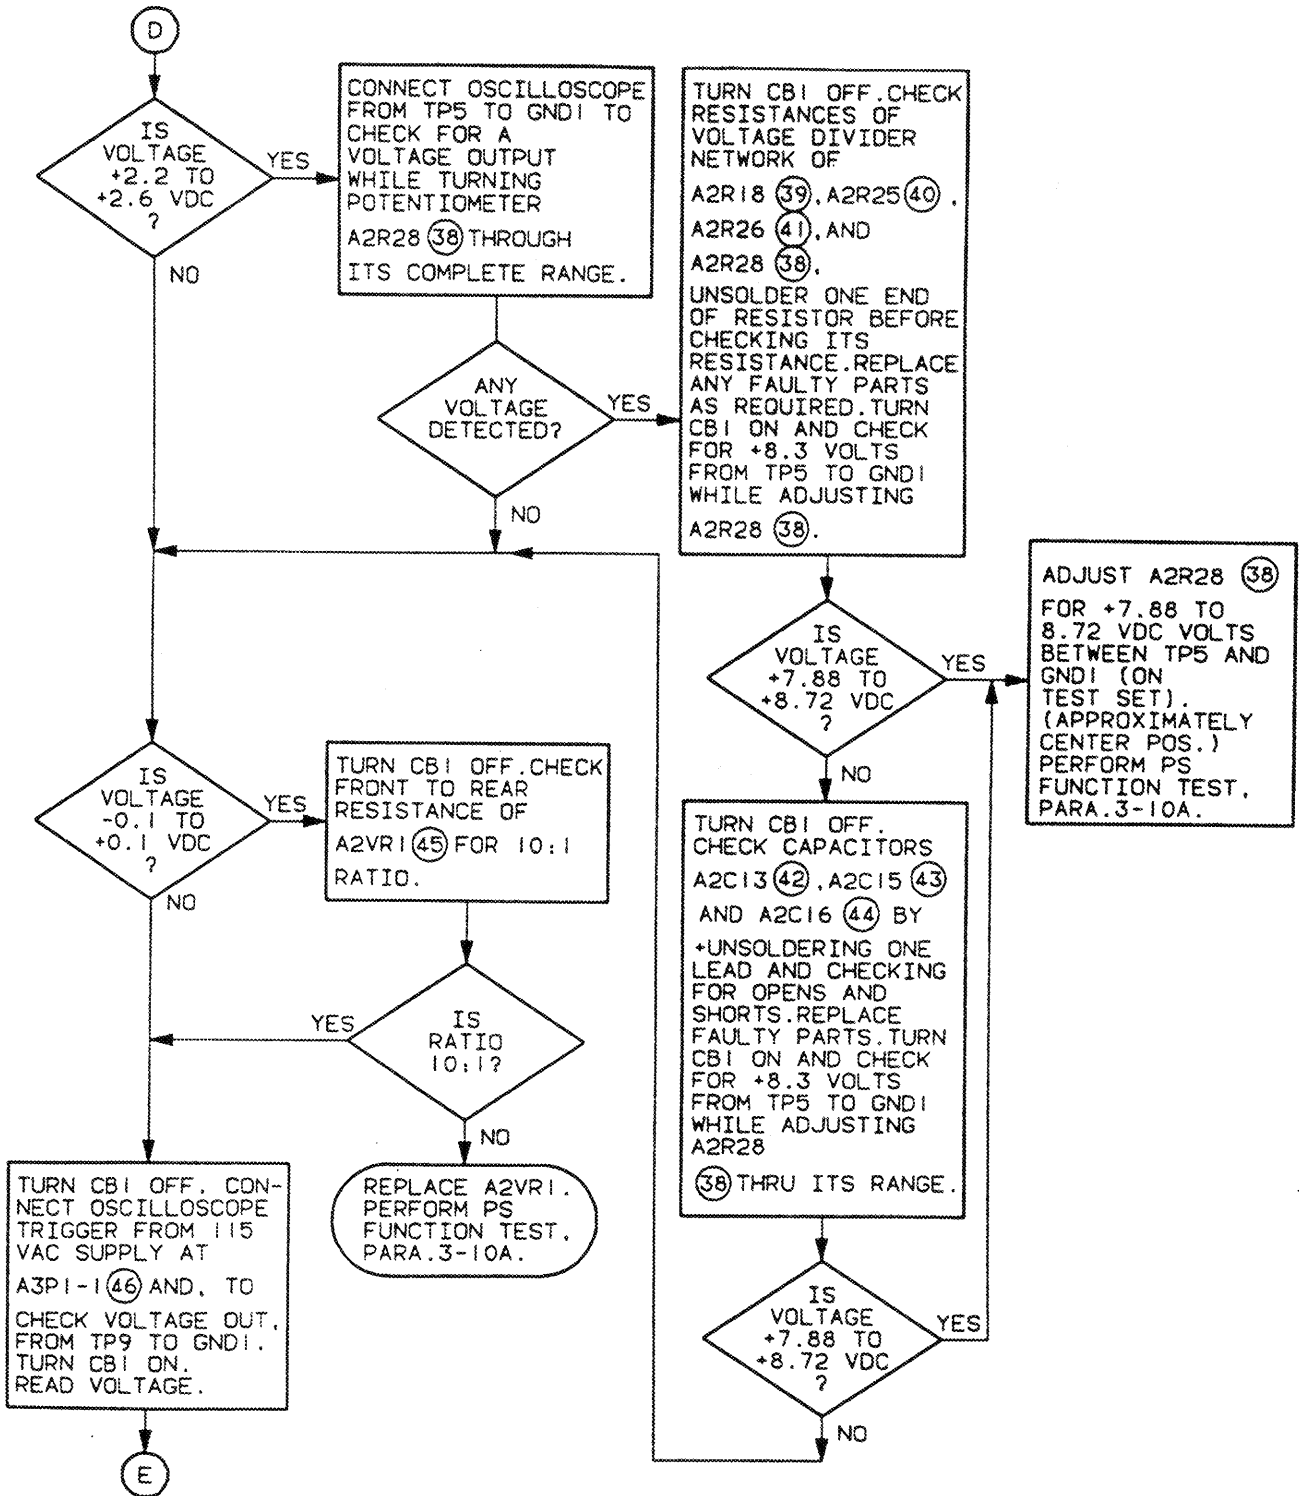 D
IS
VOLTAGE
+2.2 TO
+2.6 VDC
?
YES
NO
CONNECT OSCILLOSCOPE
FROM TP5 TO GND1 TO
CHECK FOR A
VOLTAGE OUTPUT
WHILE TURNING
POTENTIOMETER
A2R28 (38) THROUGH
ITS COMPLETE RANGE.
ANY
VOLTAGE
DETECTED?
YES
NO
TURN CB1 OFF.CHECK
RESISTANCES OF
VOLTAGE DIVIDER
NETWORK OF
A2R18 (39), A2R25 (40),
A2R26 (41), AND
A2R28 (38).
UNSOLDER ONE END
OF RESISTOR BEFORE
CHECKING ITS
RESISTANCE.REPLACE
ANY FAULTY PARTS
AS REQUIRED.TURN
CB1 ON AND CHECK
FOR +8.3 VOLTS
FROM TP5 TO GND1
WHILE ADJUSTING
A2R28 (38).
IS
VOLTAGE
+7.88 TO
+8.72 VDC
?
YES
NO
ADJUST A2R28 (38)
FOR +7.88 TO
8.72 VDC VOLTS
BETWEEN TP5 AND
GND1 (ON
TEST SET).
(APPROXIMATELY
CENTER POS.)
PERFORM PS
FUNCTION TEST,
PARA.3-10A.
TURN CB1 OFF.
CHECK CAPACITORS
A2C13 (42), A2C15 (43)
AND A2C16 (44) BY
+UNSOLDERING ONE
LEAD AND CHECKING
FOR OPENS AND
SHORTS.REPLACE
FAULTY PARTS.TURN
CB1 ON AND CHECK
FOR +8.3 VOLTS
FROM TP5 TO GND1
WHILE ADJUSTING
A2R28
(38) THRU ITS RANGE.
IS
VOLTAGE
+7.88 TO
+8.72 VDC
?
YES
NO
IS
VOLTAGE
-0.1 TO
+0.1 VDC
?
YES
NO
TURN CB1 OFF.CHECK
FRONT TO REAR
RESISTANCE OF
A2VR1 (45) FOR 10:1
RATIO.
IS
RATIO
10:1?
YES
NO
REPLACE A2VR1.
PERFORM PS
FUNCTION TEST,
PARA.3-10A.
TURN CB1 OFF. CON-
NECT OSCILLOSCOPE
TRIGGER FROM 115
VAC SUPPLY AT
A3P1-1 (46) AND, TO
CHECK VOLTAGE OUT,
FROM TP9 TO GND1.
TURN CB1 ON.
READ VOLTAGE.
E